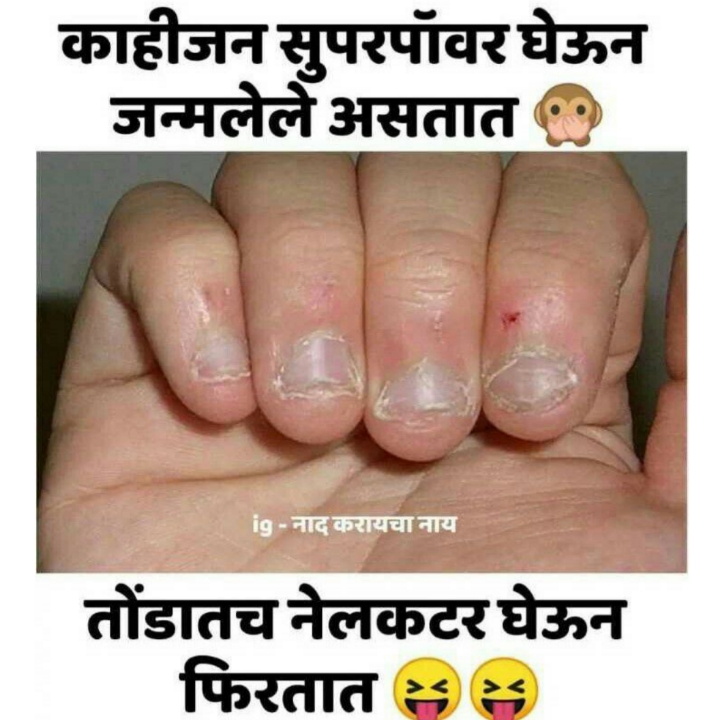 काहीजन सुपरपॉवर घेऊन
जन्मलेले असतात 🙊
ig - नाद करायचा नाय
तोंडातच नेलकटर घेऊन
फिरतात 😝😝